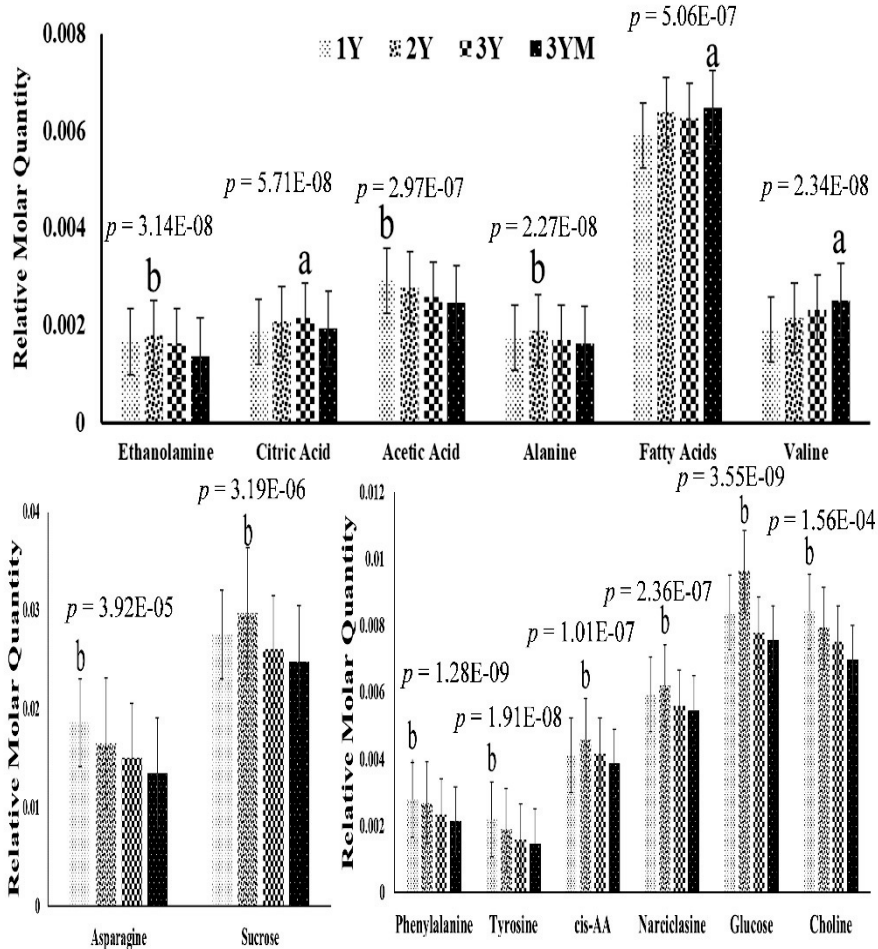 Relative Molar Quantity
0.008
0.006
0.004
0.002
0
1Y 2Y 3Y 3YM
p = 3.14E-08
b
p = 5.71E-08
a
p = 2.97E-07
b
p = 2.27E-08
b
p = 5.06E-07
a
p = 2.34E-08
a
Ethanolamine Citric Acid Acetic Acid Alanine Fatty Acids Valine
Relative Molar Quantity
0.04
0.03
0.02
0.01
0
p = 3.92E-05
b
p = 3.19E-06
b
Asparagine Sucrose
Relative Molar Quantity
0.012
0.01
0.008
0.006
0.004
0.002
0
p = 1.28E-09
b
p = 1.91E-08
b
p = 1.01E-07
b
p = 2.36E-07
b
p = 3.55E-09
b
p = 1.56E-04
b
Phenylalanine Tyrosine cis-AA Narciclasine Glucose Choline